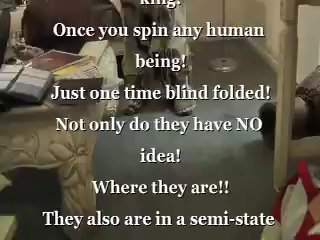 king!
Once you spin any human
being!
Just one time blind folded!
Not only do they have NO
idea!
Where they are!!
They also are in a semi-state